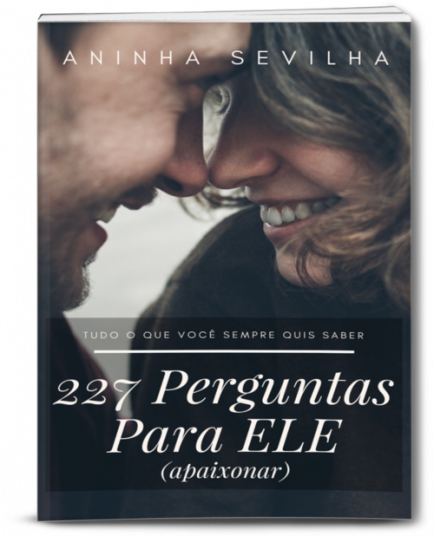 ANINHA SEVILHA
TUDO O QUE VOCÊ SEMPRE QUIS SABER
227 Perguntas
Para ELE
(apaixonar)